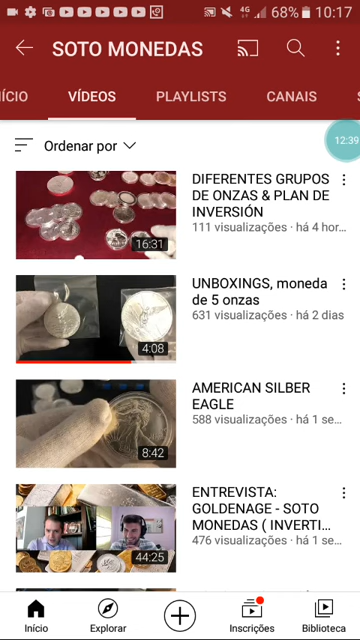 4G 68% 10:17
SOTO MONEDAS
ÍCIO VÍDEOS PLAYLISTS CANAIS
Ordenar por
12:39
DIFERENTES GRUPOS
DE ONZAS & PLAN DE
INVERSIÓN
111 visualizações · há 4 hor...
16:31
UNBOXINGS, moneda
de 5 onzas
631 visualizações · há 2 dias
4:08
AMERICAN SILBER
EAGLE
588 visualizações · há 1 se...
8:42
ENTREVISTA:
GOLDENAGE - SOTO
MONEDAS ( INVERTI...
476 visualizações · há 1 se...
44:25
Início Explorar Inscrições Biblioteca